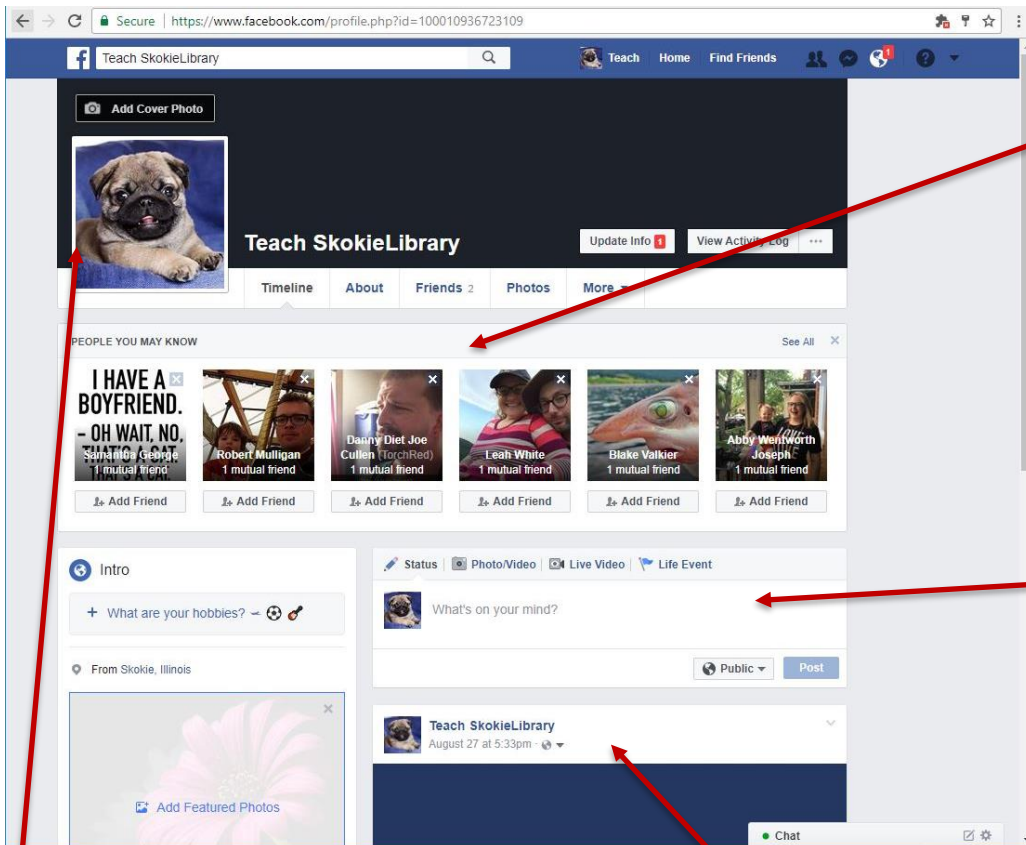 Secure | https://www.facebook.com/profile.php?id=100010936723109
f Teach SkokieLibrary Teach Home Find Friends 1
Add Cover Photo
Teach SkokieLibrary
Update Info 1 View Activity Log ...
Timeline About Friends 2 Photos More
PEOPLE YOU MAY KNOW See All
I HAVE A
BOYFRIEND.
– OH WAIT, NO,
THAT'S A CAT.
THAT'S A CAT.
Samantha George
1 mutual friend
Robert Mulligan
1 mutual friend
Danny Diet Joe
Cullen (TorchRed)
1 mutual friend
Leah White
1 mutual friend
Blake Valkier
1 mutual friend
Abby Wentworth
Joseph
1 mutual friend
Add Friend Add Friend Add Friend Add Friend Add Friend Add Friend
Intro
What are your hobbies?
From Skokie, Illinois
Add Featured Photos
Status Photo/Video Live Video Life Event
What's on your mind?
Public Post
Teach SkokieLibrary
August 27 at 5:33pm ·
Chat